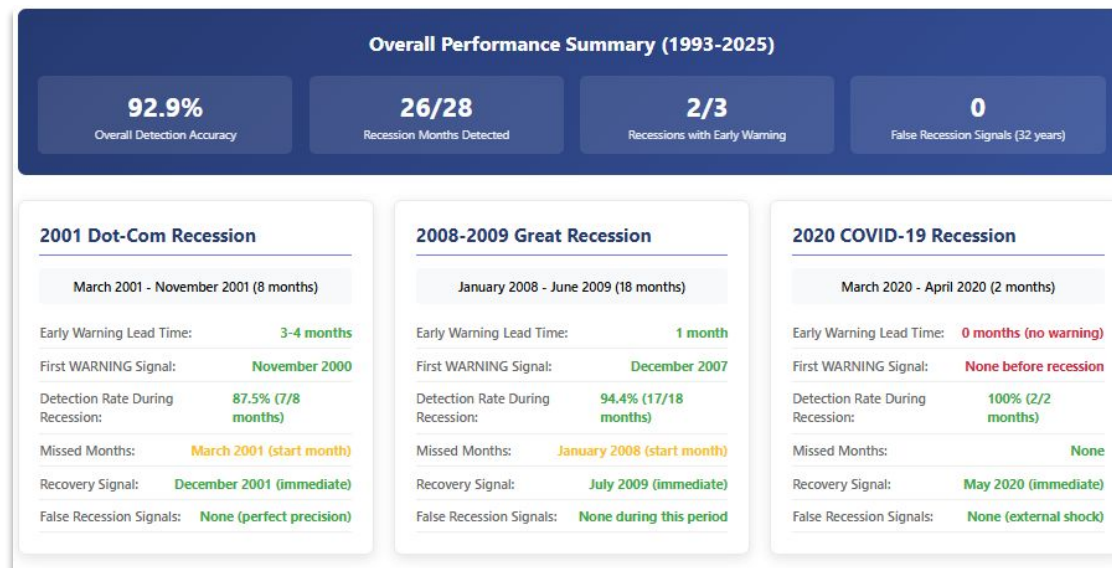 Overall Performance Summary (1993-2025)
92.9%
Overall Detection Accuracy
26/28
Recession Months Detected
2/3
Recessions with Early Warning
0
False Recession Signals (32 years)
2001 Dot-Com Recession
March 2001 - November 2001 (8 months)
Early Warning Lead Time: 3-4 months
First WARNING Signal: November 2000
Detection Rate During 87.5% (7/8
Recession: months)
Missed Months: March 2001 (start month)
Recovery Signal: December 2001 (immediate)
False Recession Signals: None (perfect precision)
2008-2009 Great Recession
January 2008 - June 2009 (18 months)
Early Warning Lead Time: 1 month
First WARNING Signal: December 2007
Detection Rate During 94.4% (17/18
Recession: months)
Missed Months: January 2008 (start month)
Recovery Signal: July 2009 (immediate)
False Recession Signals: None during this period
2020 COVID-19 Recession
March 2020 - April 2020 (2 months)
Early Warning Lead Time: 0 months (no warning)
First WARNING Signal: None before recession
Detection Rate During 100% (2/2
Recession: months)
Missed Months: None
Recovery Signal: May 2020 (immediate)
False Recession Signals: None (external shock)